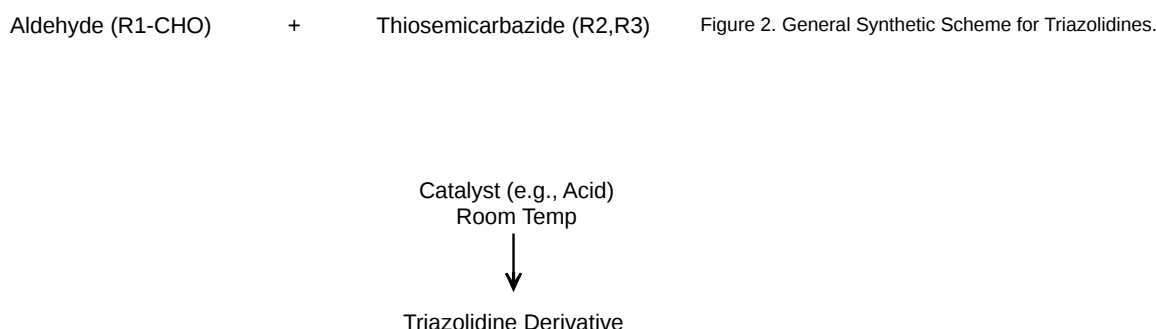 Aldehyde (R1-CHO) + Thiosemicarbazide (R2,R3) Figure 2. General Synthetic Scheme for Triazolidines.
Catalyst (e.g., Acid)
Room Temp
Triazolidine Derivative